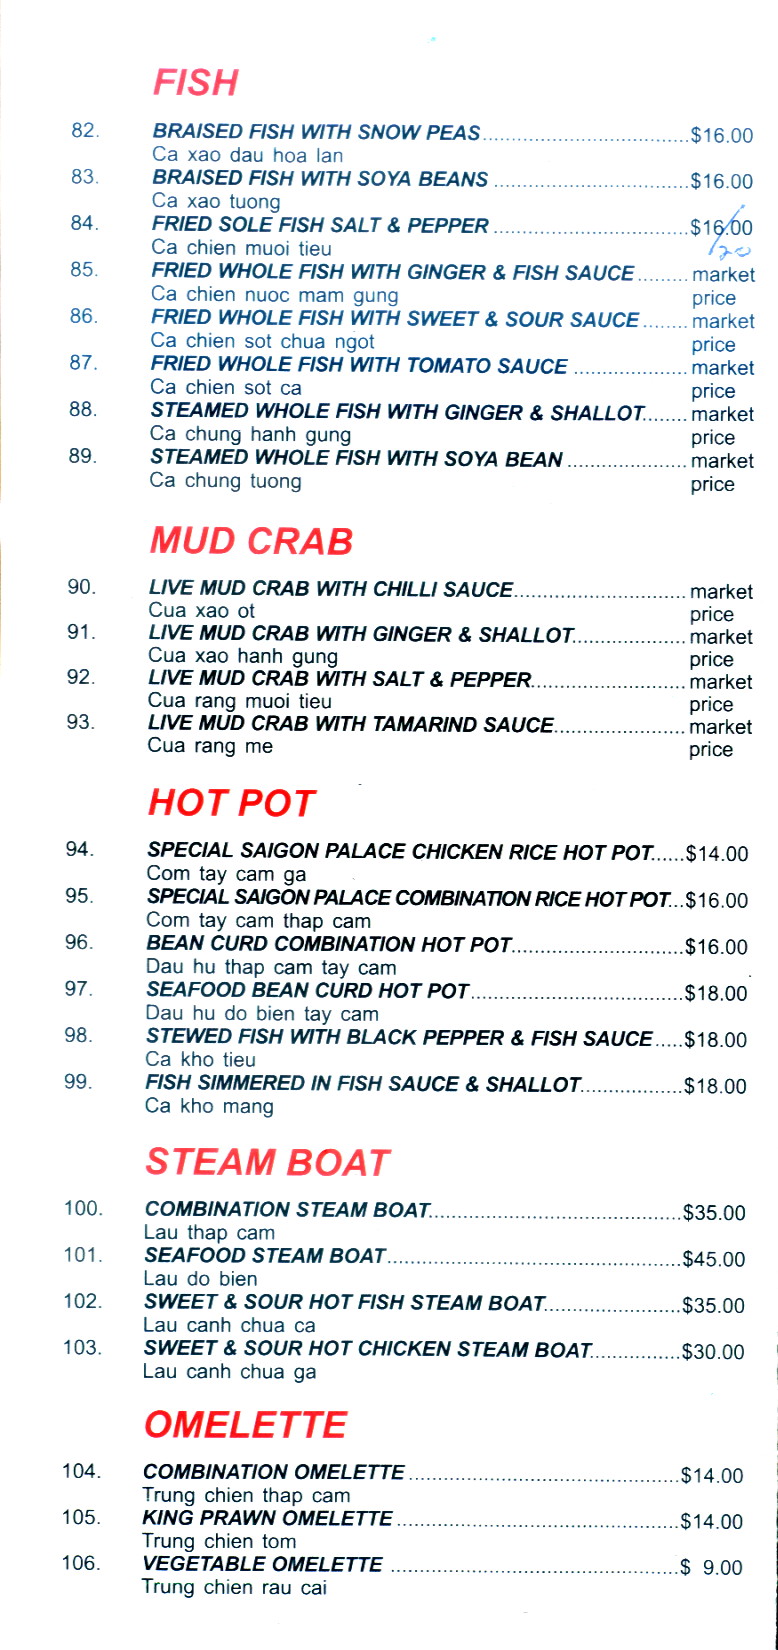 FISH
82. BRAISED FISH WITH SNOW PEAS................................$16.00
Ca xao dau hoa lan
83. BRAISED FISH WITH SOYA BEANS ..............................$16.00
Ca xao tuong
84. FRIED SOLE FISH SALT & PEPPER ..............................$16.00
20
Ca chien muoi tieu
85. FRIED WHOLE FISH WITH GINGER & FISH SAUCE ......... market
Ca chien nuoc mam gung price
86. FRIED WHOLE FISH WITH SWEET & SOUR SAUCE ........ market
Ca chien sot chua ngot price
87. FRIED WHOLE FISH WITH TOMATO SAUCE .................... market
Ca chien sot ca price
88. STEAMED WHOLE FISH WITH GINGER & SHALLOT........ market
Ca chung hanh gung price
89. STEAMED WHOLE FISH WITH SOYA BEAN ..................... market
Ca chung tuong price
MUD CRAB
90. LIVE MUD CRAB WITH CHILLI SAUCE.............................. market
Cua xao ot price
91. LIVE MUD CRAB WITH GINGER & SHALLOT.................... market
Cua xao hanh gung price
92. LIVE MUD CRAB WITH SALT & PEPPER........................... market
Cua rang muoi tieu price
93. LIVE MUD CRAB WITH TAMARIND SAUCE....................... market
Cua rang me price
HOT POT
94. SPECIAL SAIGON PALACE CHICKEN RICE HOT POT......$14.00
Com tay cam ga
95. SPECIAL SAIGON PALACE COMBINATION RICE HOT POT...$16.00
Com tay cam thap cam
96. BEAN CURD COMBINATION HOT POT..............................$16.00
Dau hu thap cam tay cam
97. SEAFOOD BEAN CURD HOT POT.....................................$18.00
Dau hu do bien tay cam
98. STEWED FISH WITH BLACK PEPPER & FISH SAUCE.....$18.00
Ca kho tieu
99. FISH SIMMERED IN FISH SAUCE & SHALLOT..................$18.00
Ca kho mang
STEAM BOAT
100. COMBINATION STEAM BOAT............................................$35.00
Lau thap cam
101. SEAFOOD STEAM BOAT...................................................$45.00
Lau do bien
102. SWEET & SOUR HOT FISH STEAM BOAT........................$35.00
Lau canh chua ca
103. SWEET & SOUR HOT CHICKEN STEAM BOAT................$30.00
Lau canh chua ga
OMELETTE
104. COMBINATION OMELETTE ...............................................$14.00
Trung chien thap cam
105. KING PRAWN OMELETTE .................................................$14.00
Trung chien tom
106. VEGETABLE OMELETTE ..................................................$ 9.00
Trung chien rau cai